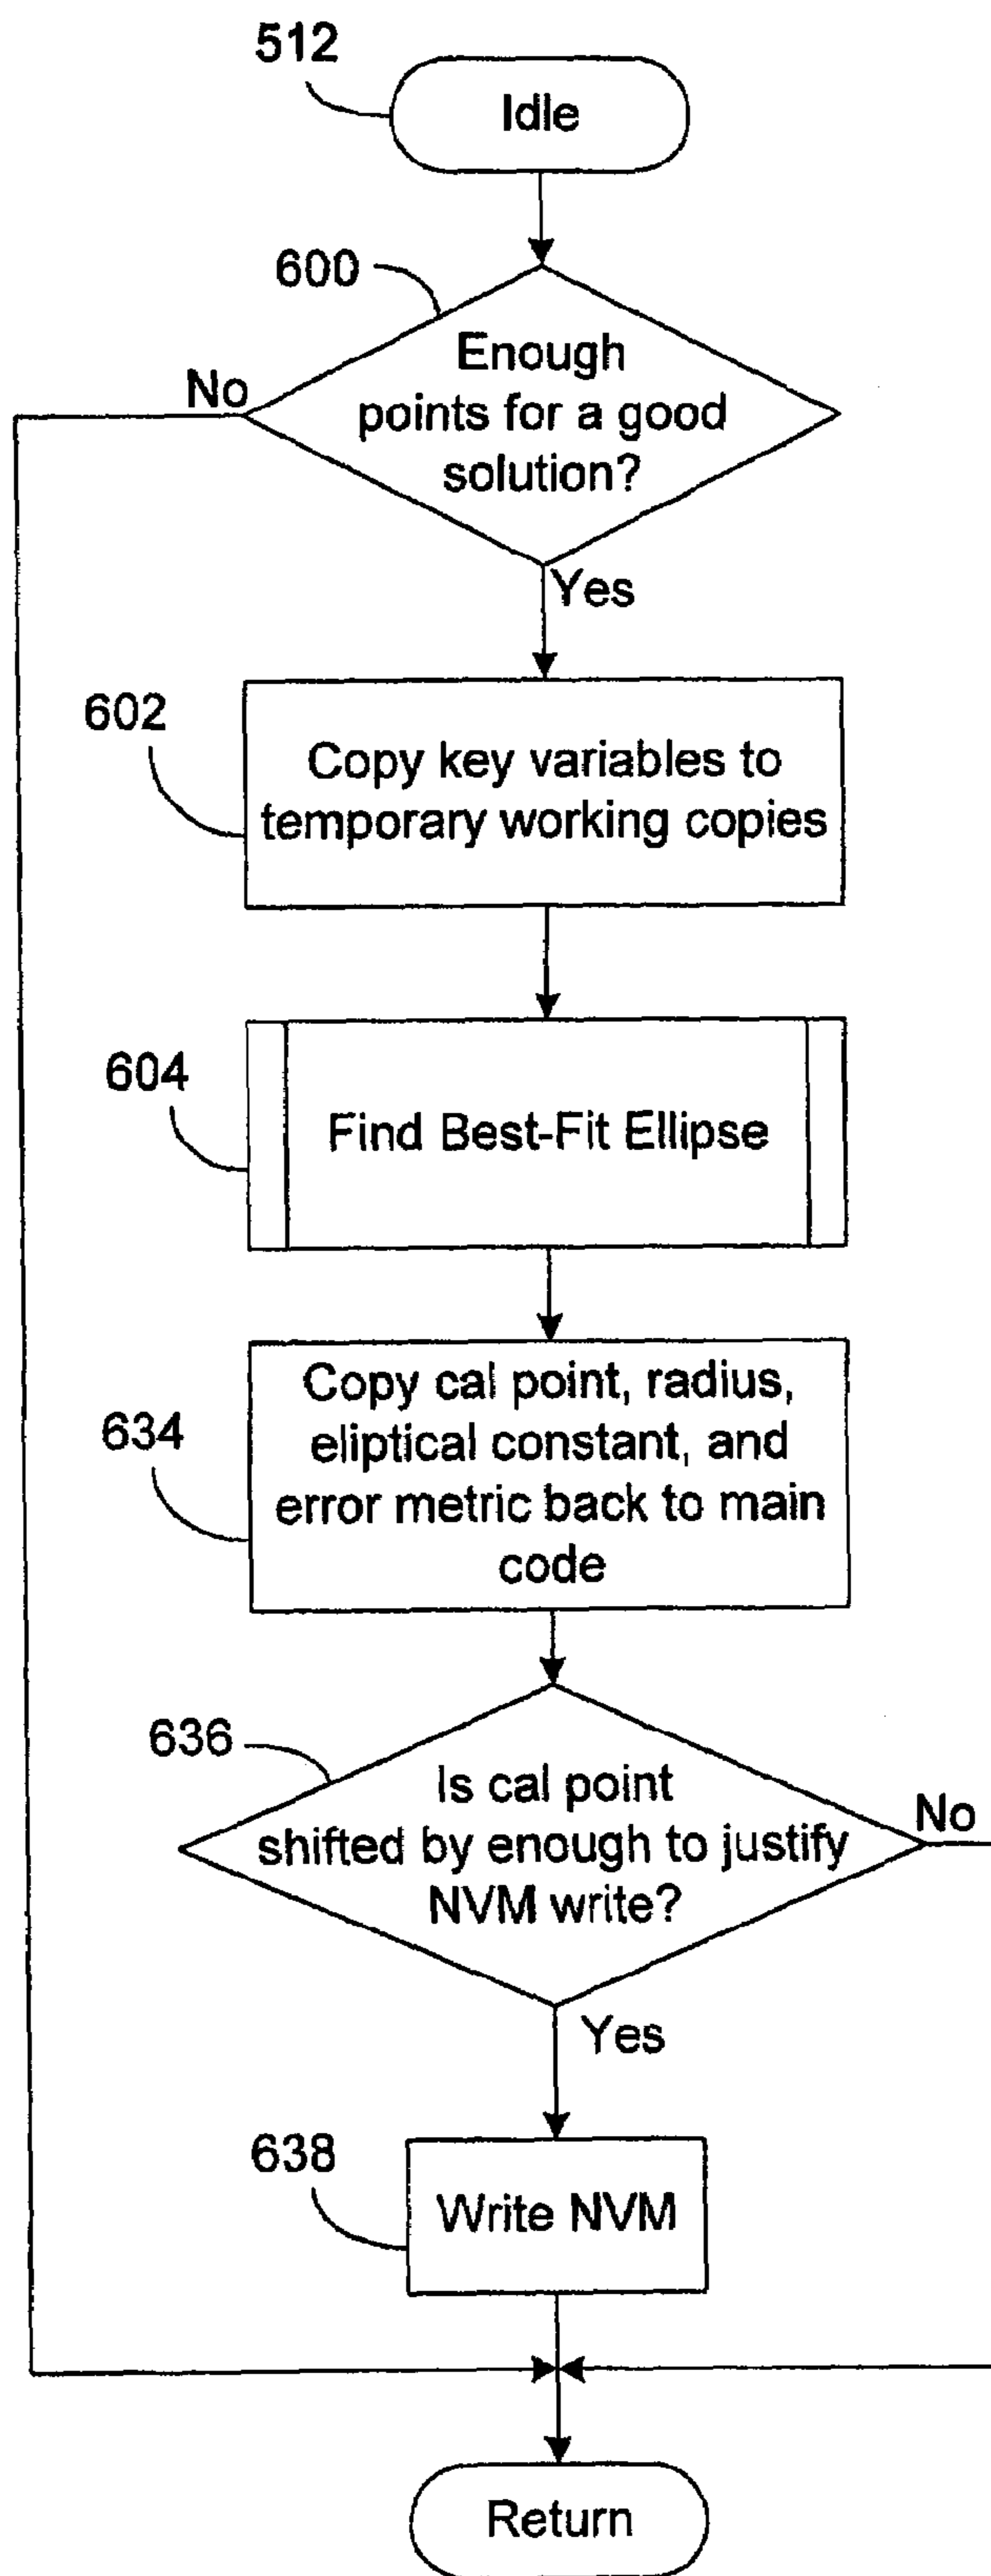 512
Idle
600
Enough
points for a good
solution?
No
Yes
602
Copy key variables to
temporary working copies
604
Find Best-Fit Ellipse
634
Copy cal point, radius,
eliptical constant, and
error metric back to main
code
636
Is cal point
shifted by enough to justify
NVM write?
No
Yes
638
Write NVM
Return